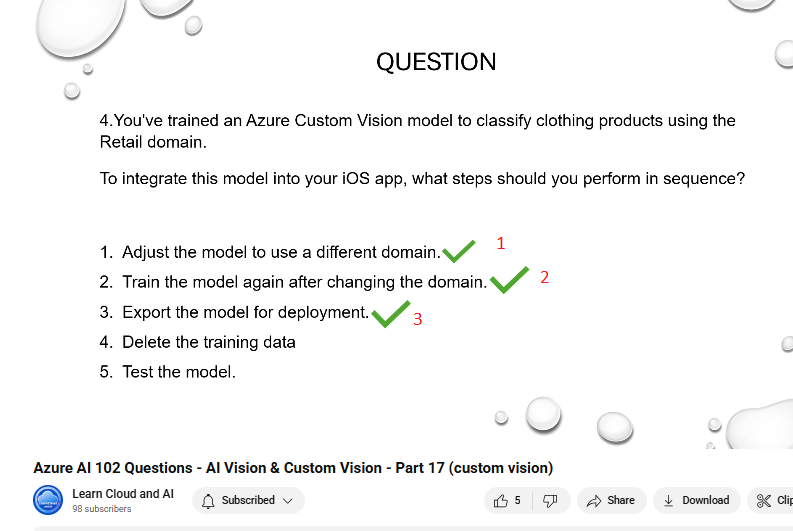 QUESTION
4.You've trained an Azure Custom Vision model to classify clothing products using the
Retail domain.
To integrate this model into your iOS app, what steps should you perform in sequence?
1. Adjust the model to use a different domain. 1
2. Train the model again after changing the domain. 2
3. Export the model for deployment. 3
4. Delete the training data
5. Test the model.
Azure AI 102 Questions - AI Vision & Custom Vision - Part 17 (custom vision)
Learn Cloud and AI
98 subscribers
Subscribed
5
Share
Download
Clip